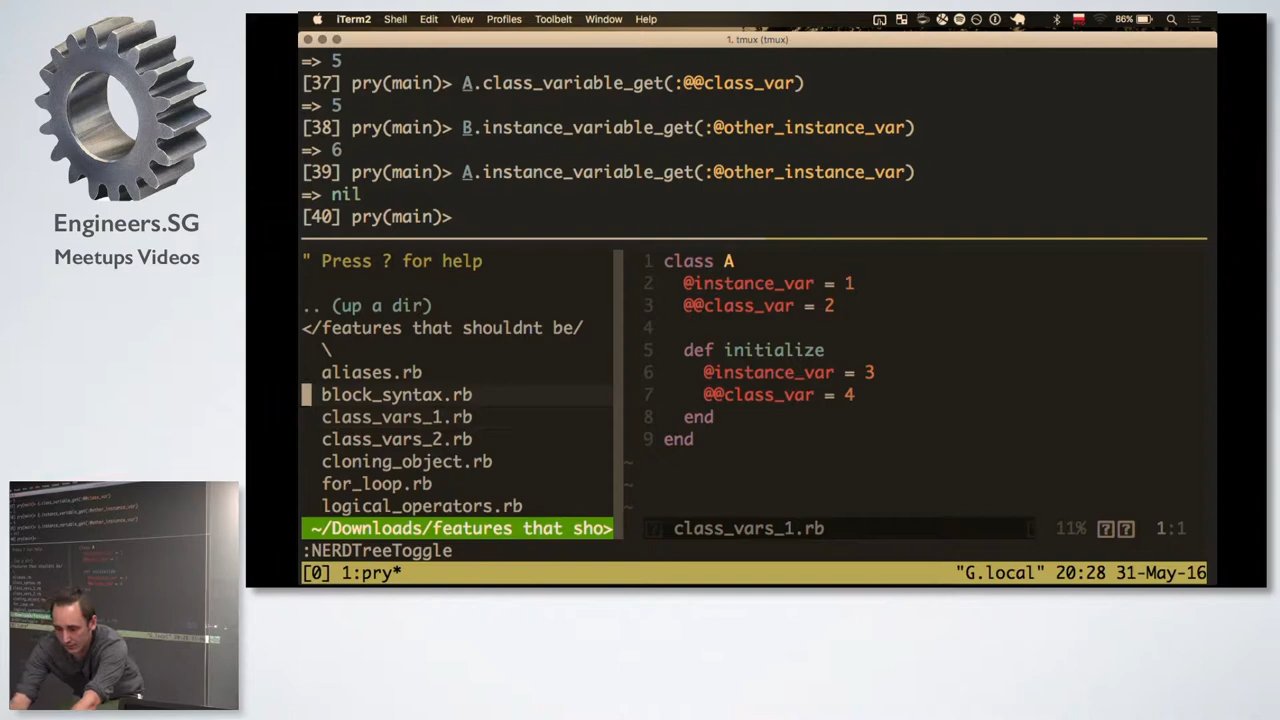 iTerm2 Shell Edit View Profiles Toolbelt Window Help 86%
1. tmux (tmux)
=> 5
[37] pry(main)> A.class_variable_get(:@@class_var)
=> 5
[38] pry(main)> B.instance_variable_get(:@other_instance_var)
=> 6
[39] pry(main)> A.instance_variable_get(:@other_instance_var)
=> nil
[40] pry(main)>
Engineers.SG
Meetups Videos
" Press ? for help
.. (up a dir)
</features that shouldnt be/
\
aliases.rb
block_syntax.rb
class_vars_1.rb
class_vars_2.rb
cloning_object.rb
for_loop.rb
logical_operators.rb
~/Downloads/features that sho>
1 class A
2 @instance_var = 1
3 @@class_var = 2
4
5 def initialize
6 @instance_var = 3
7 @@class_var = 4
8 end
9 end
~
~
~
class_vars_1.rb 11% 1:1
:NERDTreeToggle
[0] 1:pry* "G.local" 20:28 31-May-16